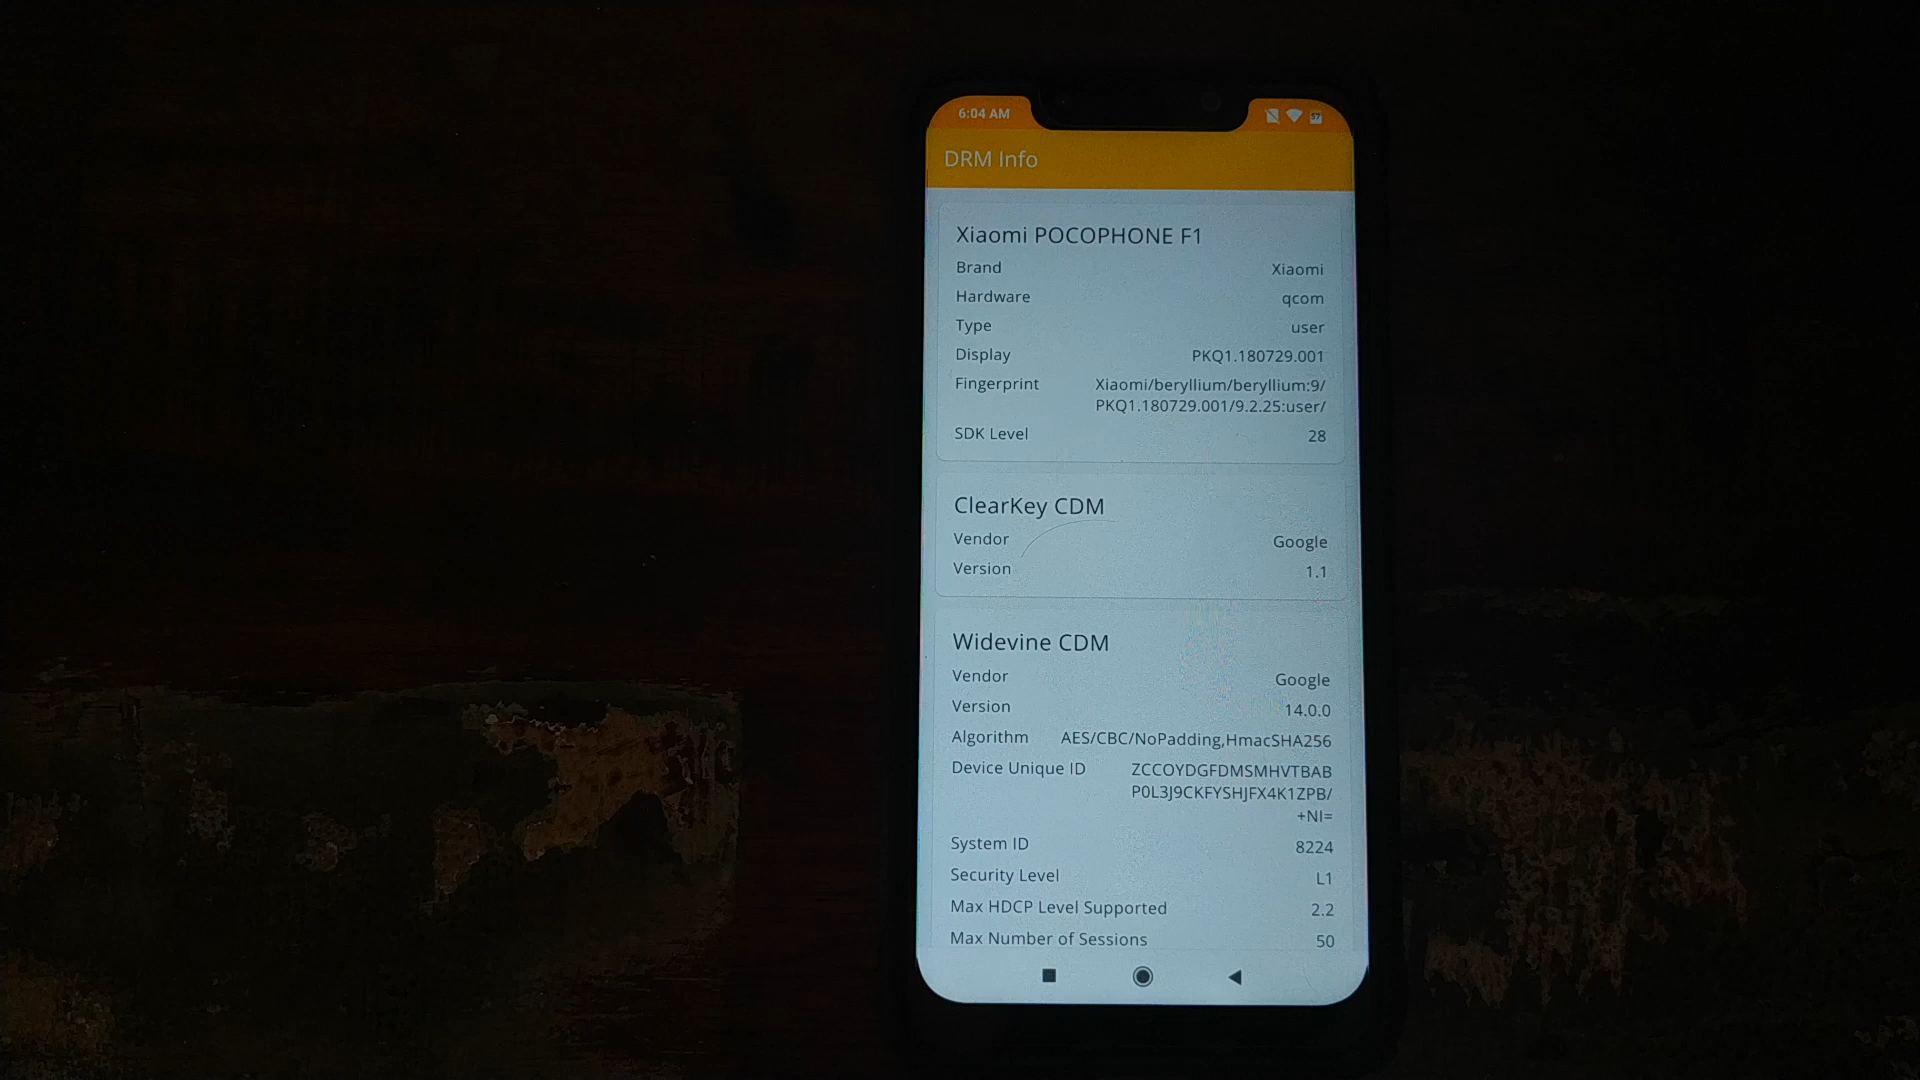 6:04 AM
57
DRM Info
Xiaomi POCOPHONE F1
Brand Xiaomi
Hardware qcom
Type user
Display PKQ1.180729.001
Fingerprint Xiaomi/beryllium/beryllium:9/
PKQ1.180729.001/9.2.25:user/
SDK Level 28
ClearKey CDM
Vendor Google
Version 1.1
Widevine CDM
Vendor Google
Version 14.0.0
Algorithm AES/CBC/NoPadding,HmacSHA256
Device Unique ID ZCCOYDGFDMSMHVTBAB
P0L3J9CKFYSHJFX4K1ZPB/
+NI=
System ID 8224
Security Level L1
Max HDCP Level Supported 2.2
Max Number of Sessions 50